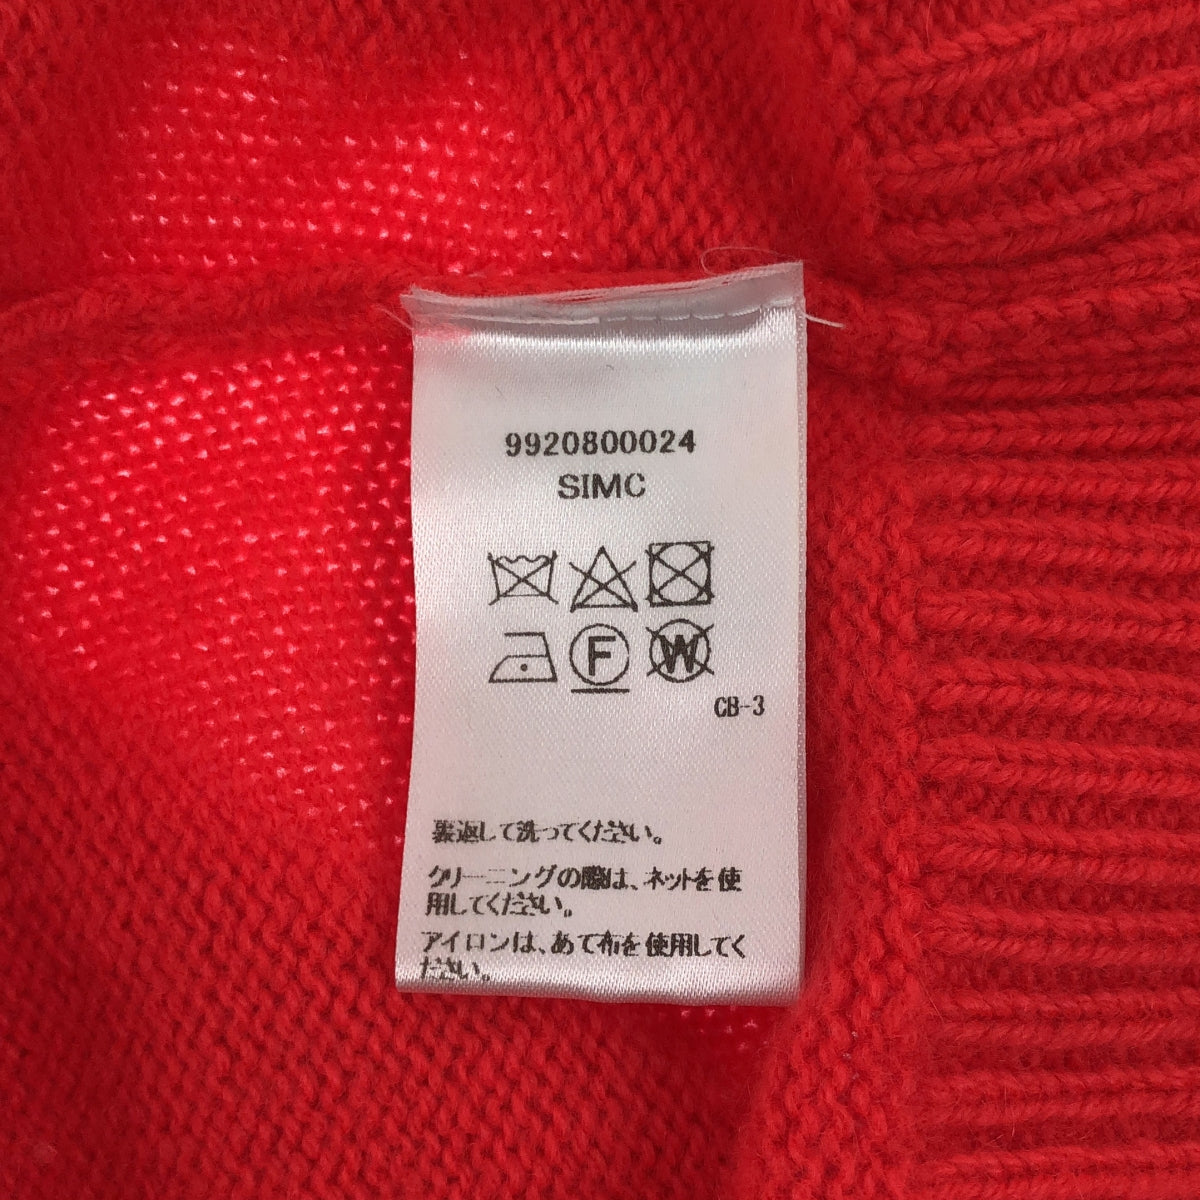 9920800024
SIMC
F W
CB-3
裏返して洗ってください。
クリーニングの際は、ネットを使
用してください。
アイロンは、あて布を使用してく
ださい。